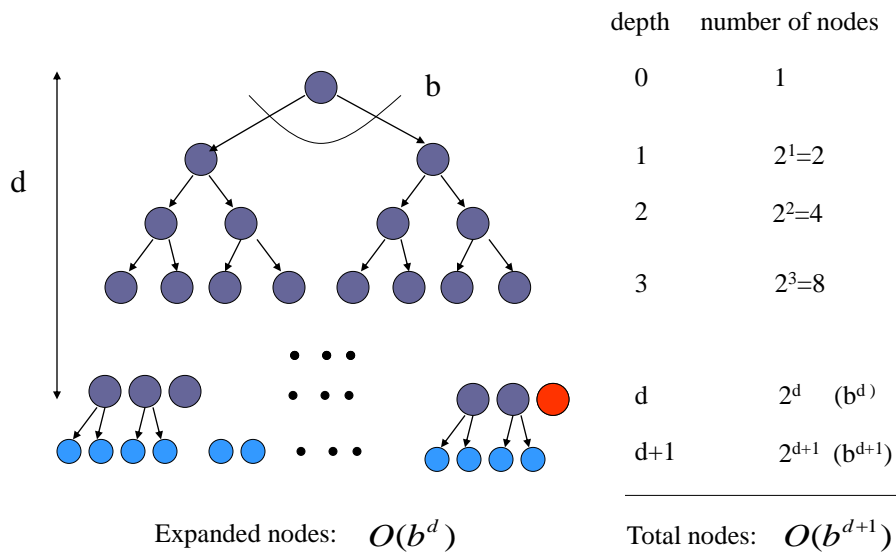 depth number of nodes
0 1
b
1 2¹=2
d
2 2²=4
3 2³=8
d 2ᵈ (bᵈ)
d+1 2ᵈ⁺¹ (bᵈ⁺¹)
Expanded nodes: O(bᵈ) Total nodes: O(bᵈ⁺¹)